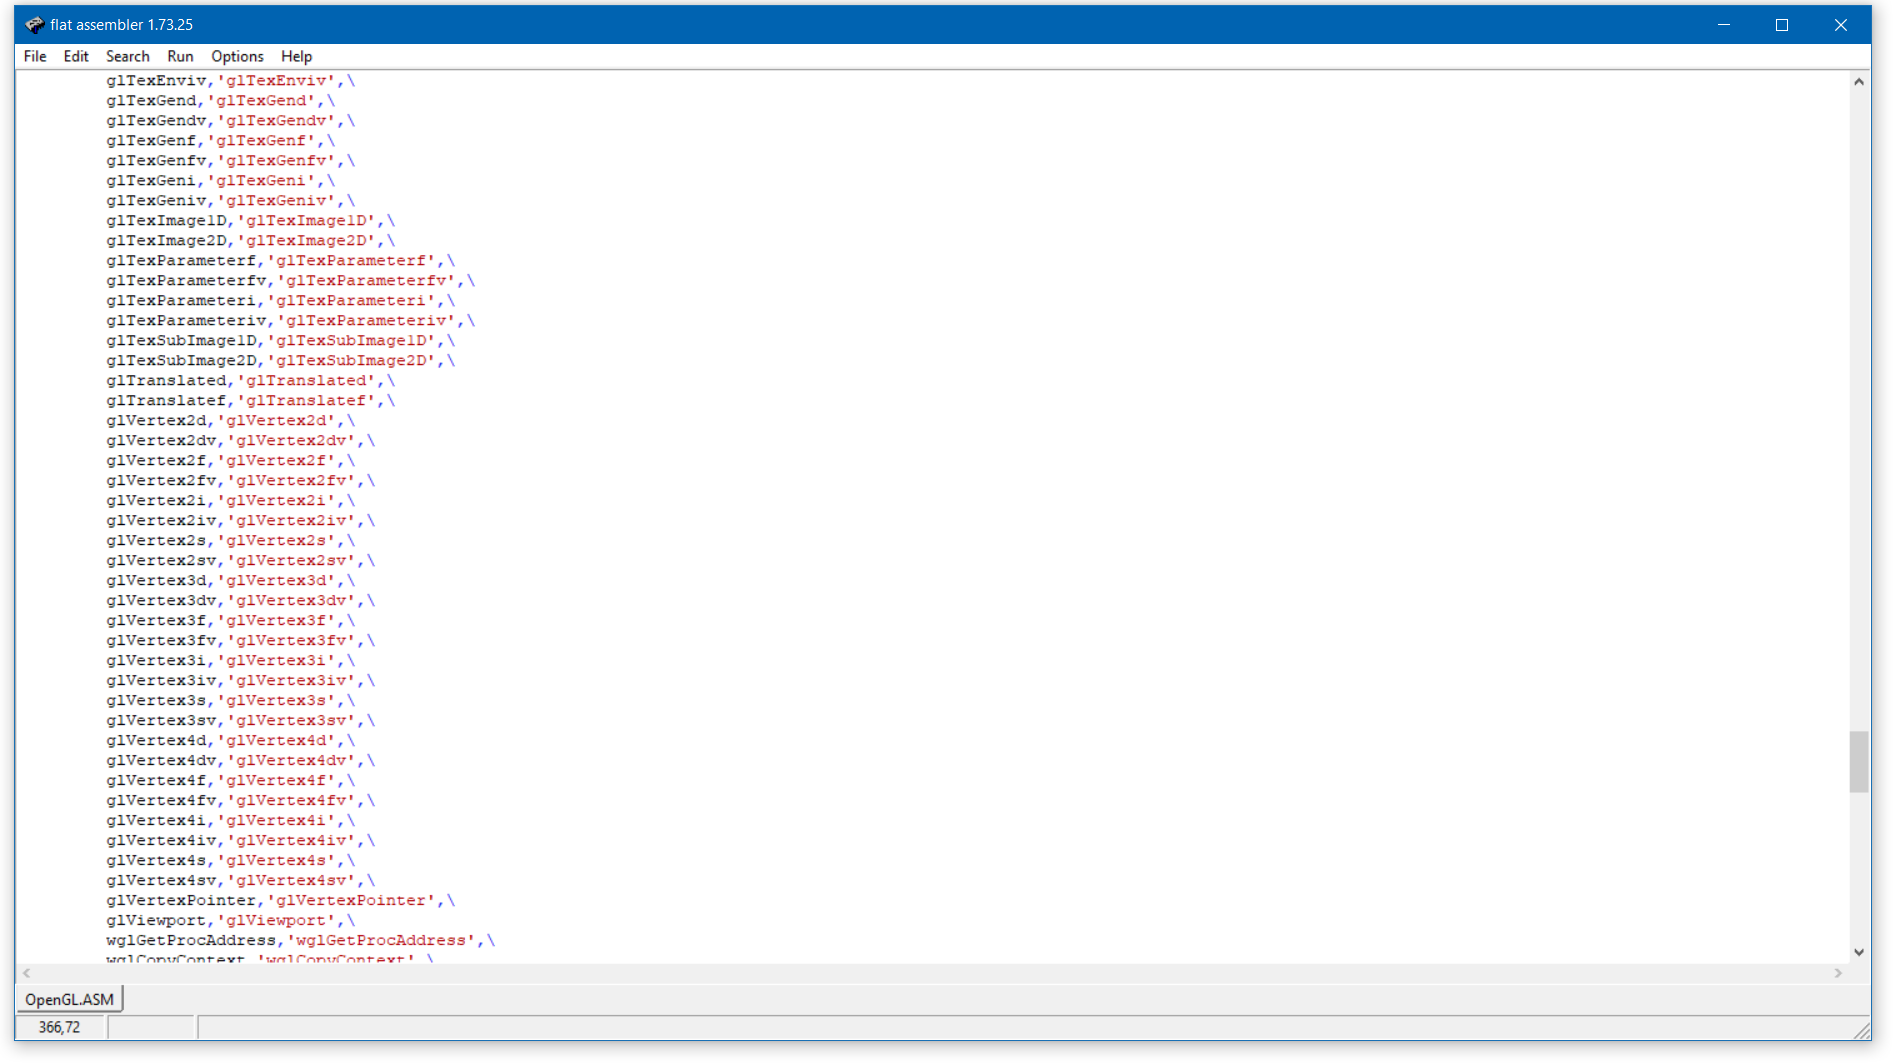 flat assembler 1.73.25
File Edit Search Run Options Help
glTexEnviv,'glTexEnviv',\
glTexGend,'glTexGend',\
glTexGendv,'glTexGendv',\
glTexGenf,'glTexGenf',\
glTexGenfv,'glTexGenfv',\
glTexGeni,'glTexGeni',\
glTexGeniv,'glTexGeniv',\
glTexImage1D,'glTexImage1D',\
glTexImage2D,'glTexImage2D',\
glTexParameterf,'glTexParameterf',\
glTexParameterfv,'glTexParameterfv',\
glTexParameteri,'glTexParameteri',\
glTexParameteriv,'glTexParameteriv',\
glTexSubImage1D,'glTexSubImage1D',\
glTexSubImage2D,'glTexSubImage2D',\
glTranslated,'glTranslated',\
glTranslatef,'glTranslatef',\
glVertex2d,'glVertex2d',\
glVertex2dv,'glVertex2dv',\
glVertex2f,'glVertex2f',\
glVertex2fv,'glVertex2fv',\
glVertex2i,'glVertex2i',\
glVertex2iv,'glVertex2iv',\
glVertex2s,'glVertex2s',\
glVertex2sv,'glVertex2sv',\
glVertex3d,'glVertex3d',\
glVertex3dv,'glVertex3dv',\
glVertex3f,'glVertex3f',\
glVertex3fv,'glVertex3fv',\
glVertex3i,'glVertex3i',\
glVertex3iv,'glVertex3iv',\
glVertex3s,'glVertex3s',\
glVertex3sv,'glVertex3sv',\
glVertex4d,'glVertex4d',\
glVertex4dv,'glVertex4dv',\
glVertex4f,'glVertex4f',\
glVertex4fv,'glVertex4fv',\
glVertex4i,'glVertex4i',\
glVertex4iv,'glVertex4iv',\
glVertex4s,'glVertex4s',\
glVertex4sv,'glVertex4sv',\
glVertexPointer,'glVertexPointer',\
glViewport,'glViewport',\
wglGetProcAddress,'wglGetProcAddress',\
wglCopyContext,'wglCopyContext',\
OpenGL.ASM
366,72